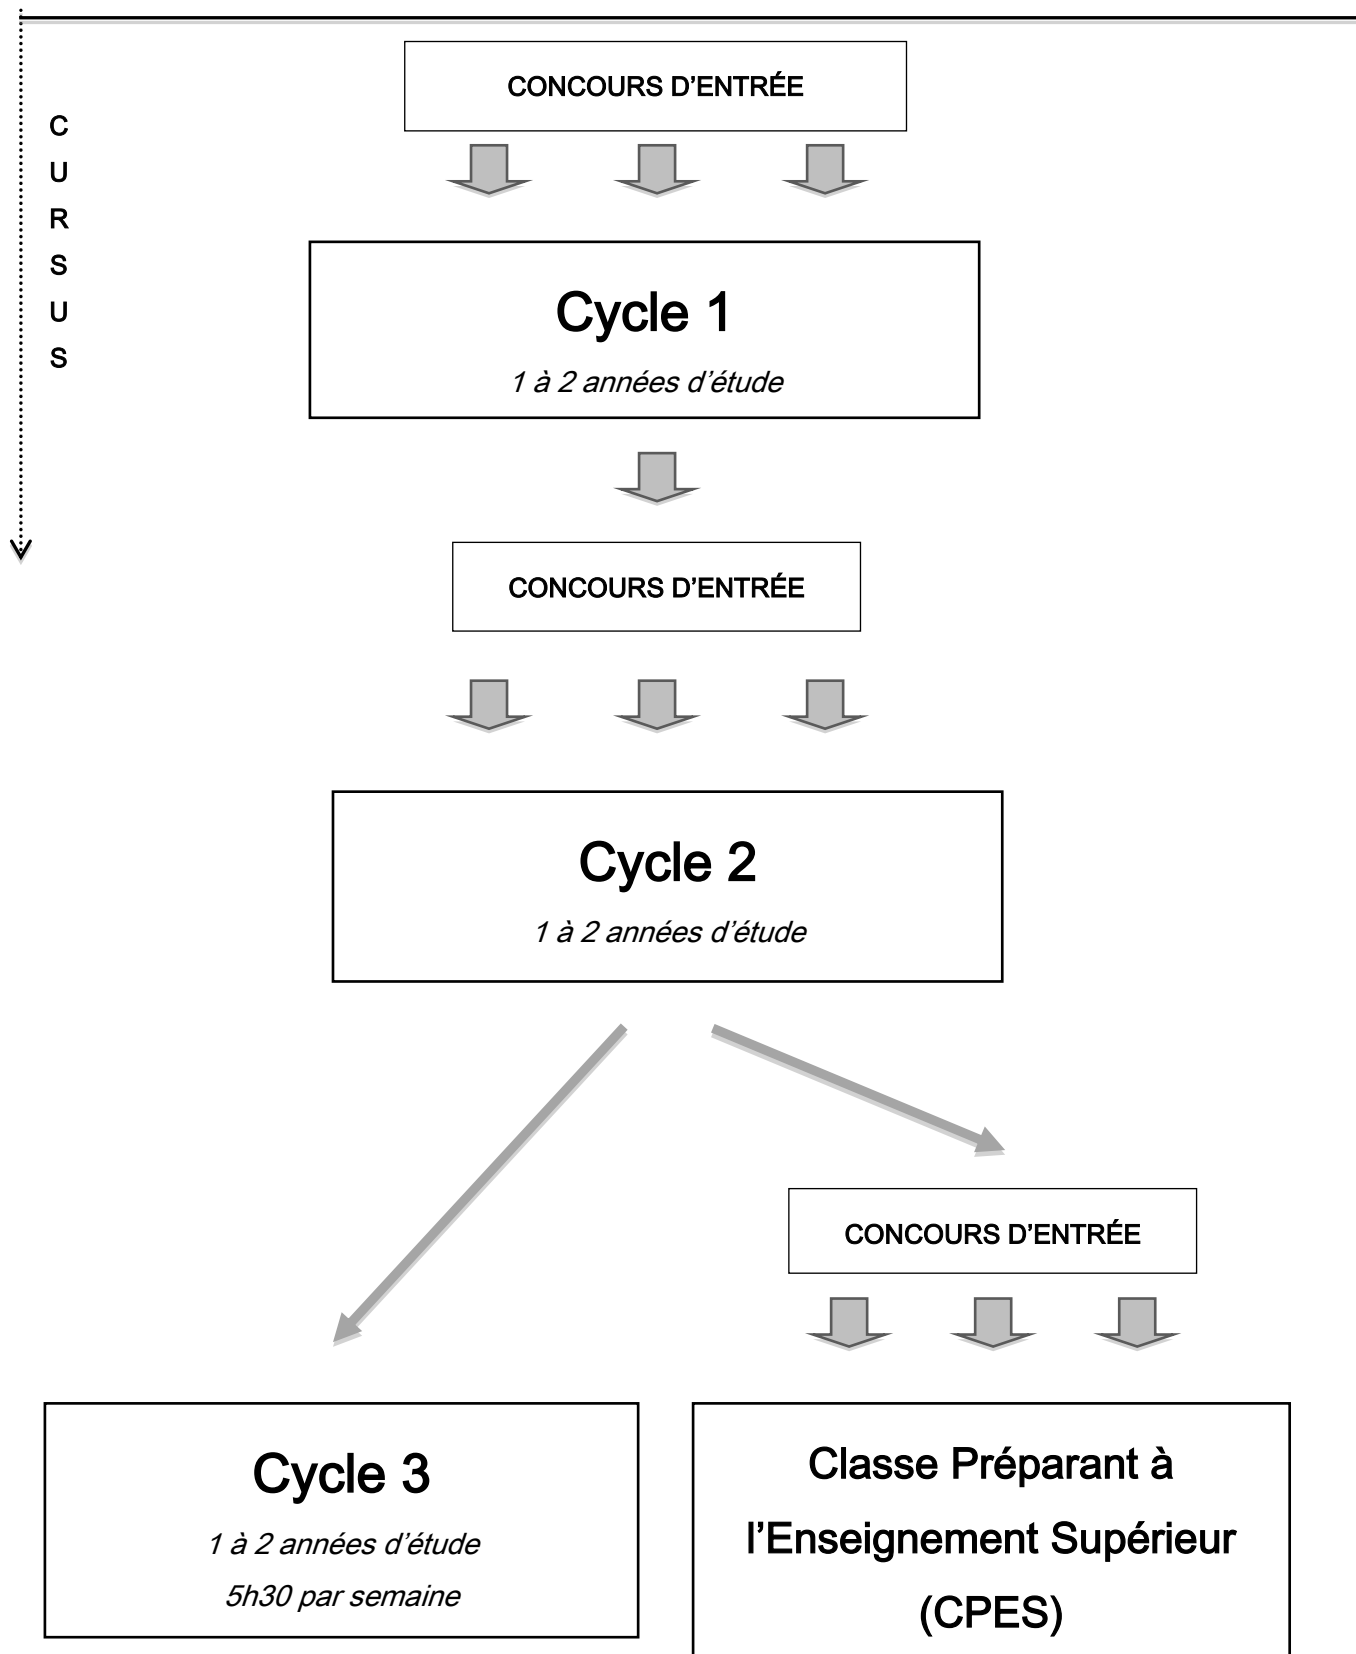 CONCOURS D’ENTRÉE
C
U
R
S
U
S
Cycle 1
1 à 2 années d’étude
CONCOURS D’ENTRÉE
Cycle 2
1 à 2 années d’étude
CONCOURS D’ENTRÉE
Cycle 3
1 à 2 années d’étude
5h30 par semaine
Classe Préparant à
l’Enseignement Supérieur
(CPES)